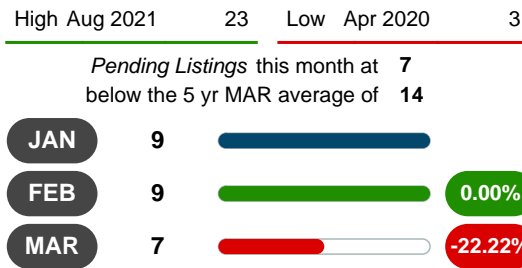 High Aug 2021 23 Low Apr 2020 3
Pending Listings this month at 7
below the 5 yr MAR average of 14
JAN 9
FEB 9 0.00%
MAR 7 -22.22%